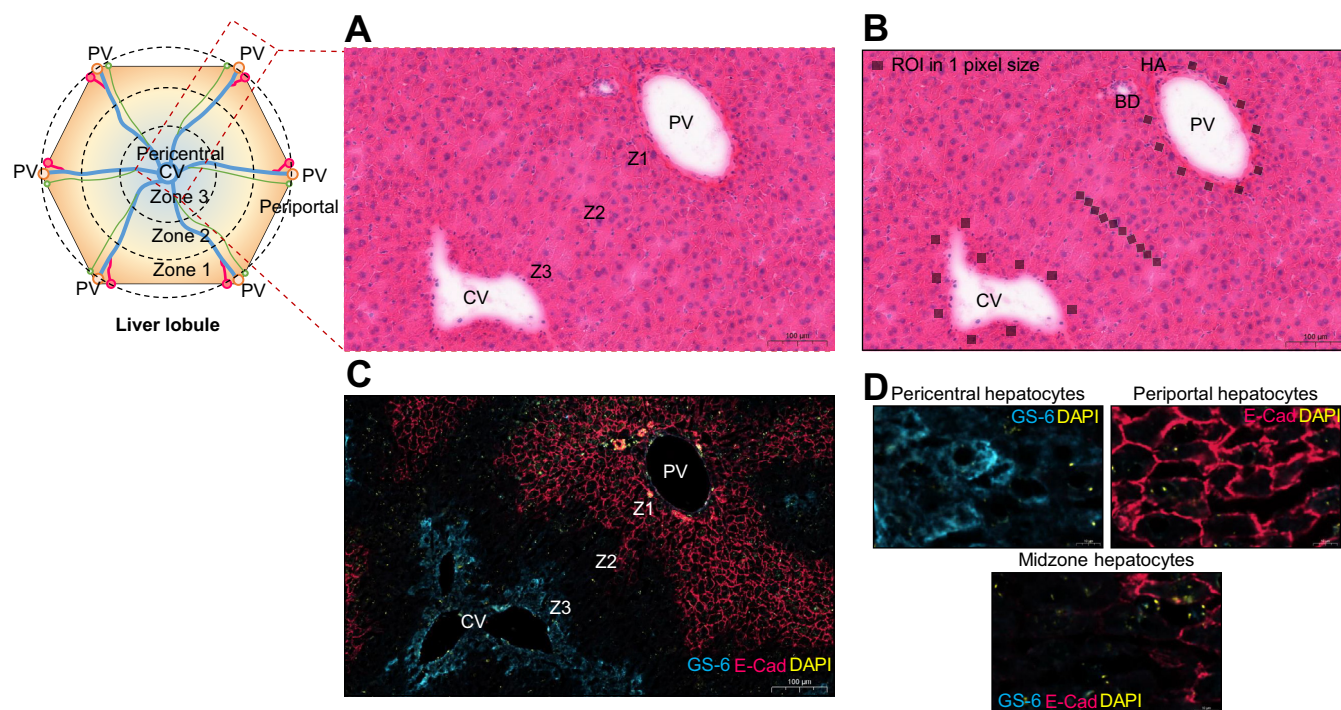 PV
PV
Pericentral
CV
PV
PV
Zone 3
Periportal
Zone 2
Zone 1
PV
PV
Liver lobule
A
PV
Z1
Z2
Z3
CV
100 µm
B
ROI in 1 pixel size
HA
BD
PV
CV
100 µm
C
PV
Z1
Z2
Z3
CV
GS-6 E-Cad DAPI
100 µm
D
Pericentral hepatocytes
GS-6 DAPI
Periportal hepatocytes
E-Cad DAPI
Midzone hepatocytes
GS-6 E-Cad DAPI